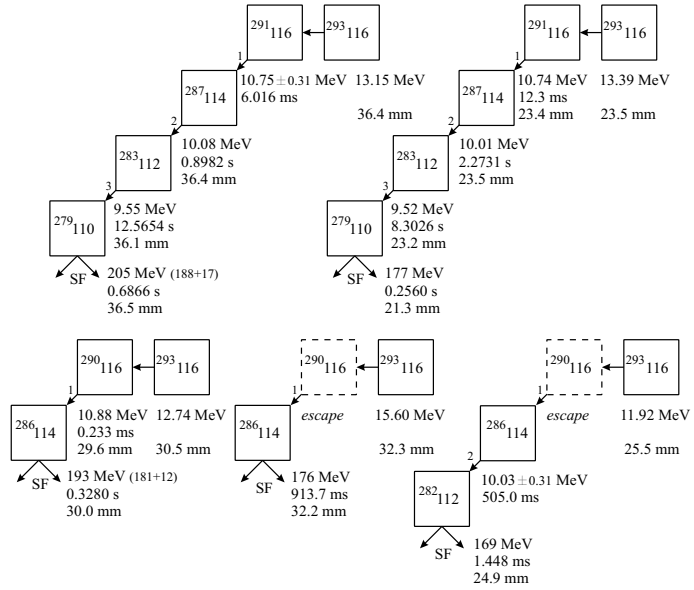 ²⁹¹116 ²⁹³116
1
10.75 ± 0.31 MeV 13.15 MeV
6.016 ms
36.4 mm
²⁸⁷114
2
10.08 MeV
0.8982 s
36.4 mm
²⁸³112
3
9.55 MeV
12.5654 s
36.1 mm
²⁷⁹110
SF
205 MeV (188+17)
0.6866 s
36.5 mm
²⁹¹116 ²⁹³116
1
10.74 MeV 13.39 MeV
12.3 ms
23.4 mm 23.5 mm
²⁸⁷114
2
10.01 MeV
2.2731 s
23.5 mm
²⁸³112
3
9.52 MeV
8.3026 s
23.2 mm
²⁷⁹110
SF
177 MeV
0.2560 s
21.3 mm
²⁹⁰116 ²⁹³116
1
10.88 MeV 12.74 MeV
0.233 ms
29.6 mm 30.5 mm
²⁸⁶114
SF
193 MeV (181+12)
0.3280 s
30.0 mm
²⁹⁰116 ²⁹³116
1
escape 15.60 MeV
32.3 mm
²⁸⁶114
SF
176 MeV
913.7 ms
32.2 mm
²⁹⁰116 ²⁹³116
1
escape 11.92 MeV
25.5 mm
²⁸⁶114
2
10.03 ± 0.31 MeV
505.0 ms
²⁸²112
SF
169 MeV
1.448 ms
24.9 mm